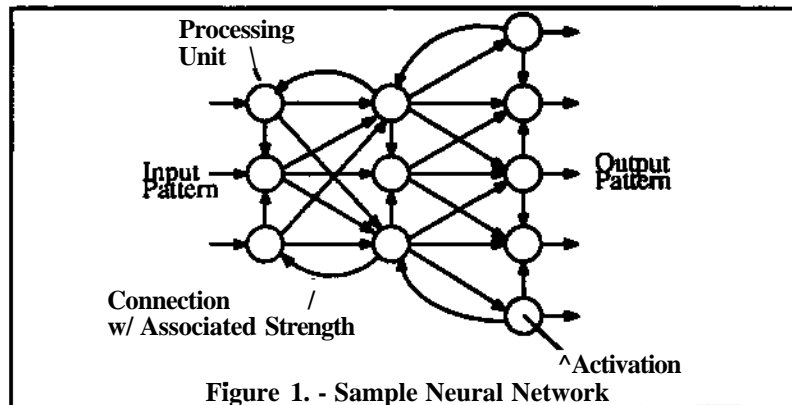 Processing
Unit
Input
Pattern
Output
Pattern
Connection
w/ Associated Strength
^Activation
Figure 1. - Sample Neural Network